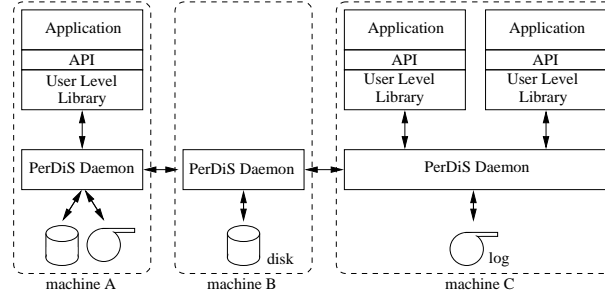 Application
API
User Level
Library
PerDiS Daemon
machine A
PerDiS Daemon
disk
machine B
Application
API
User Level
Library
Application
API
User Level
Library
PerDiS Daemon
log
machine C